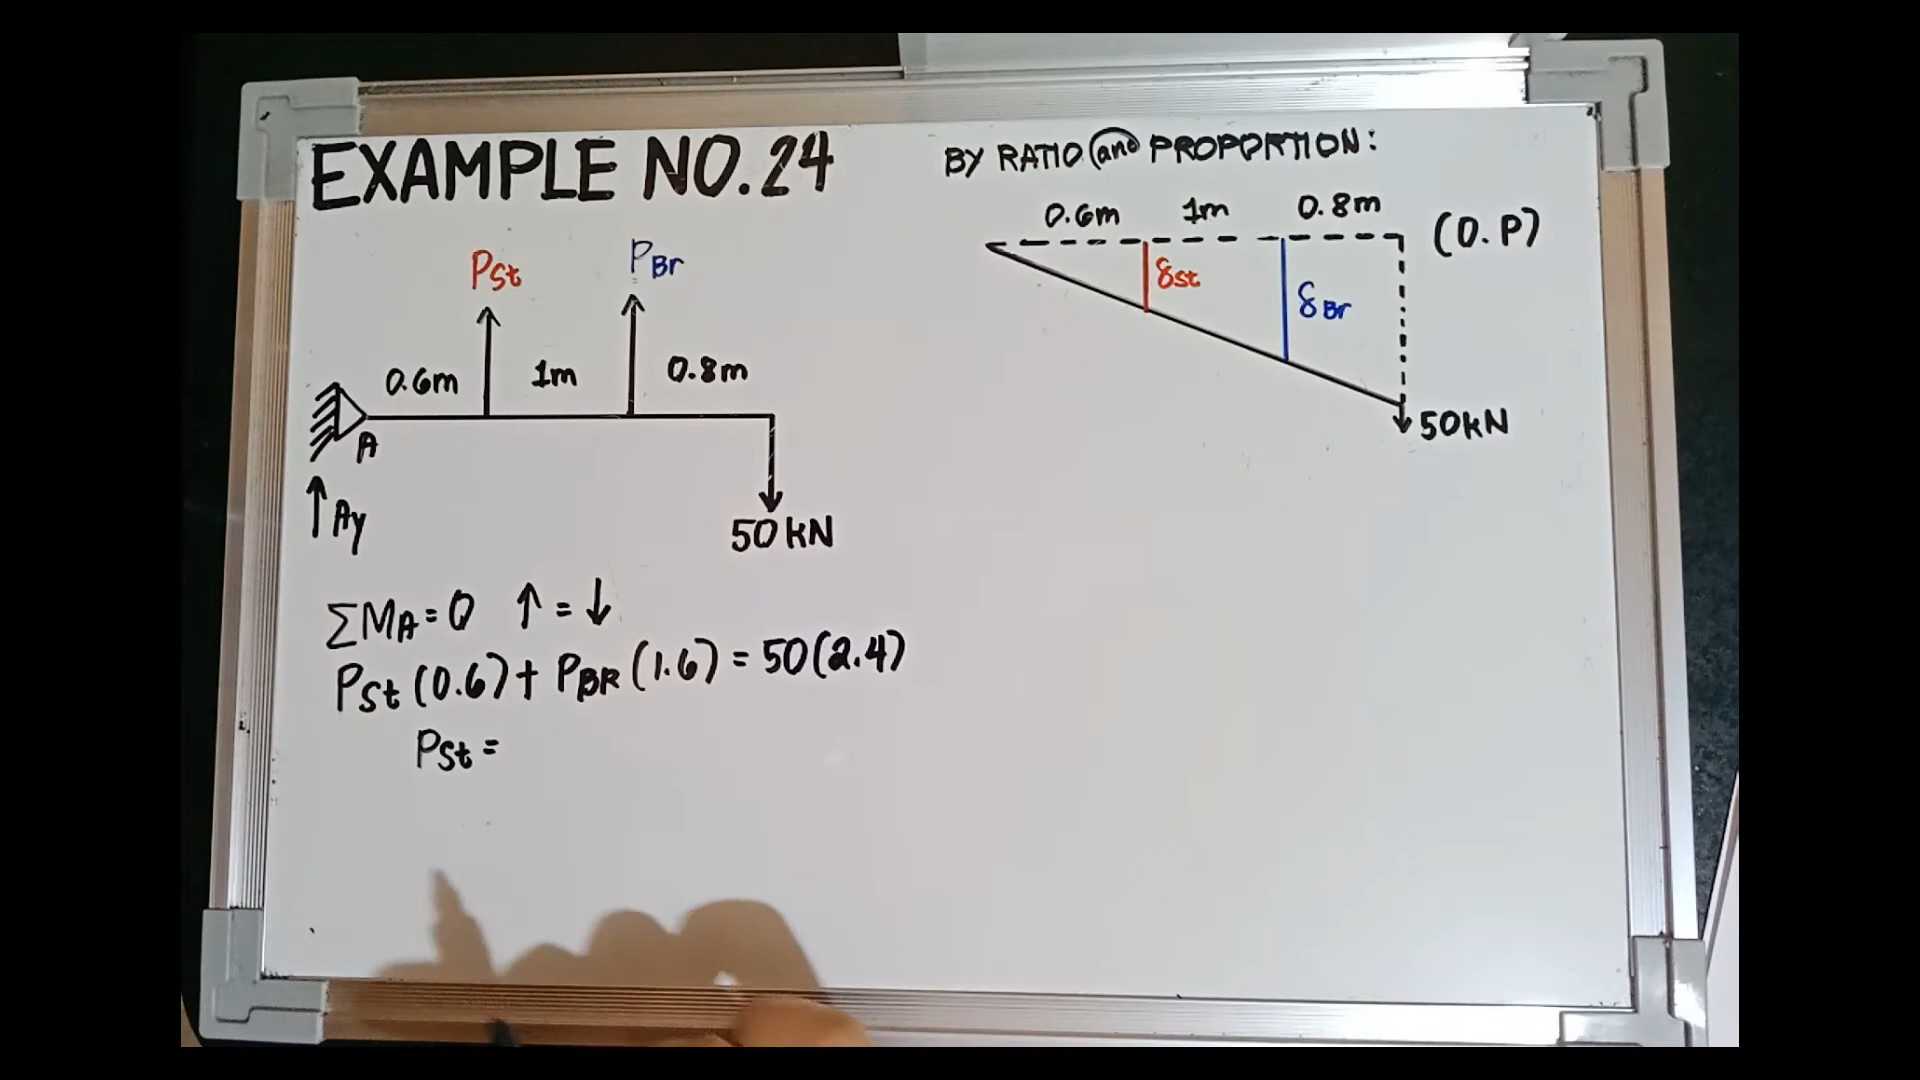 EXAMPLE NO.24
PSt PBr
0.6m 1m 0.8m
A
Ay
50 kN
ΣMA=0 ↑=↓
PSt (0.6) + PBR (1.6) = 50(2.4)
PSt =
BY RATIO and PROPORTION:
0.6m 1m 0.8m (O.P)
δSt δBr
50kN